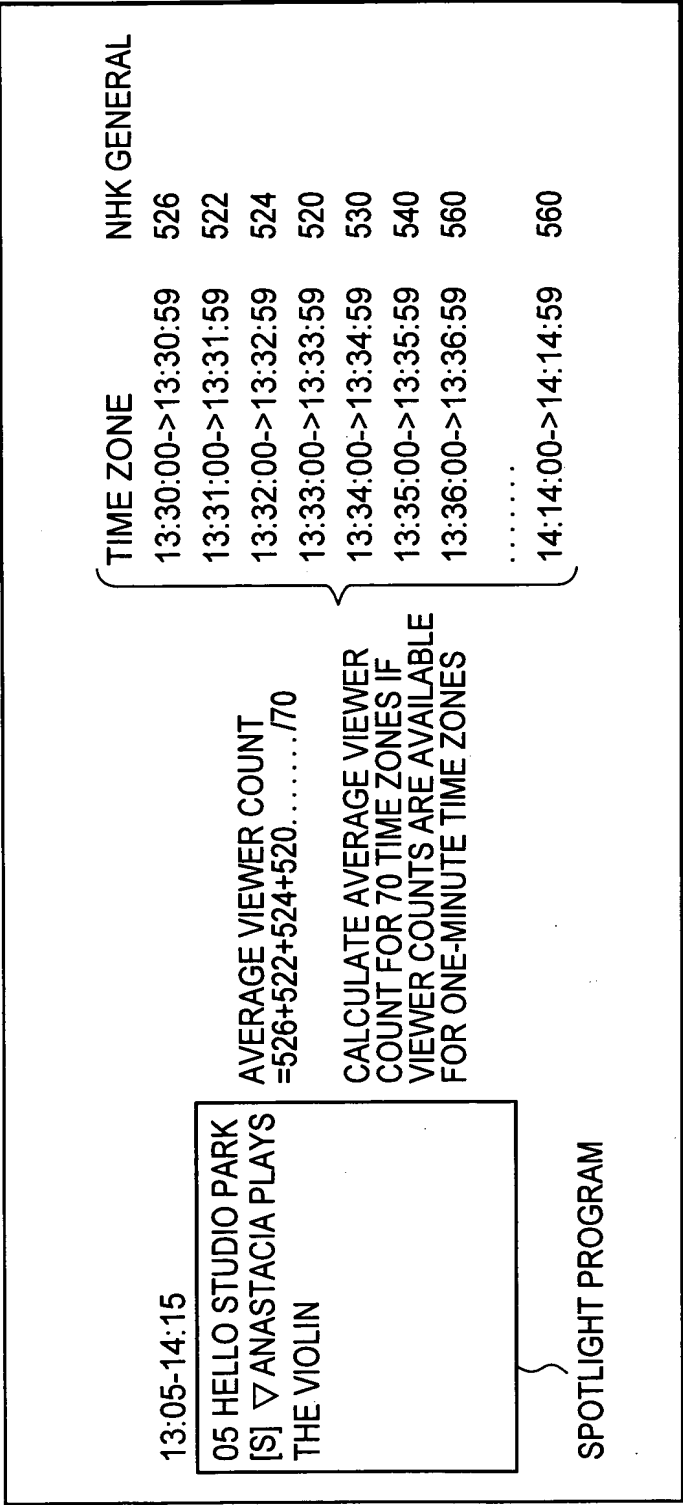 13:05-14:15
05 HELLO STUDIO PARK
[S] ▽ ANASTACIA PLAYS
THE VIOLIN
SPOTLIGHT PROGRAM
AVERAGE VIEWER COUNT
=526+522+524+520......../70
CALCULATE AVERAGE VIEWER
COUNT FOR 70 TIME ZONES IF
VIEWER COUNTS ARE AVAILABLE
FOR ONE-MINUTE TIME ZONES
TIME ZONE NHK GENERAL
13:30:00->13:30:59 526
13:31:00->13:31:59 522
13:32:00->13:32:59 524
13:33:00->13:33:59 520
13:34:00->13:34:59 530
13:35:00->13:35:59 540
13:36:00->13:36:59 560
........
14:14:00->14:14:59 560